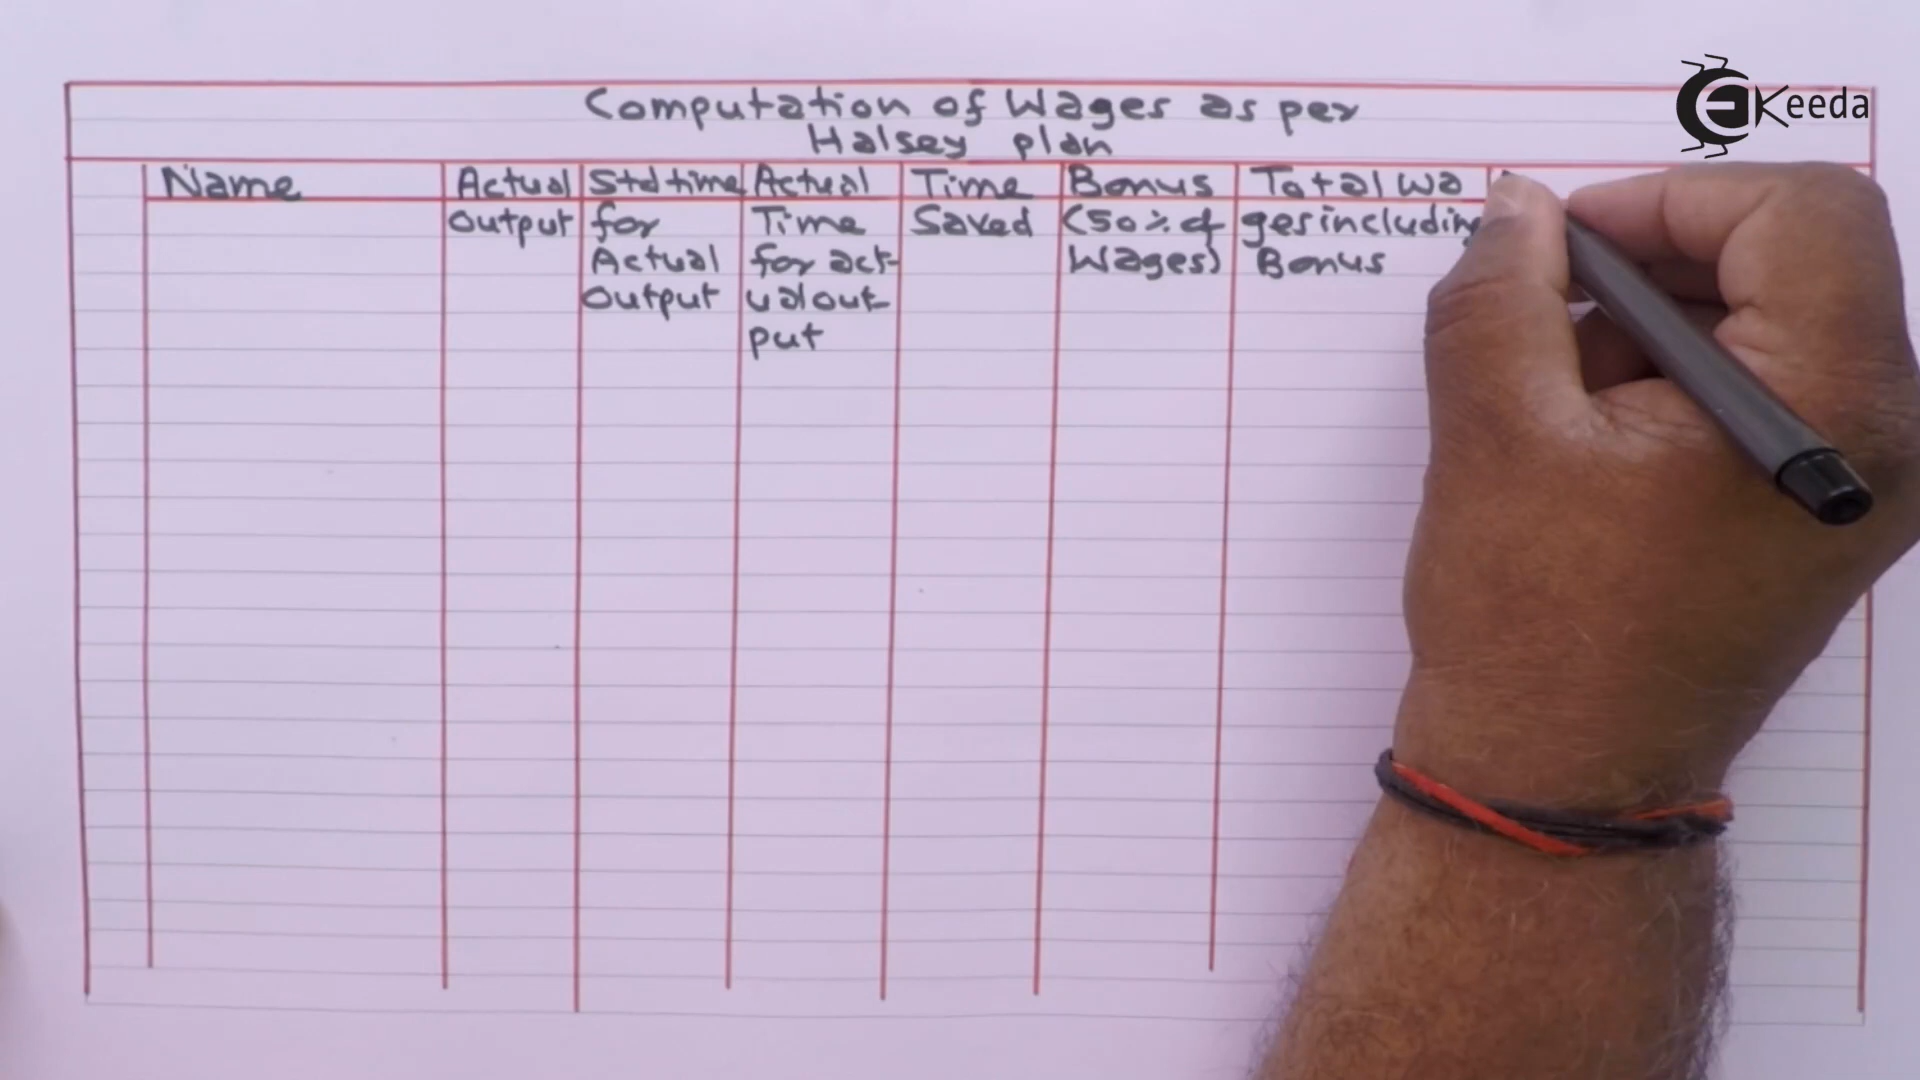 Computation of Wages as per
Halsey plan
Name
Actual
output
Std time
for
Actual
output
Actual
Time
for act-
ual out-
put
Time
Saved
Bonus
(50% of
Wages)
Total wa
ges including
Bonus
Keeda